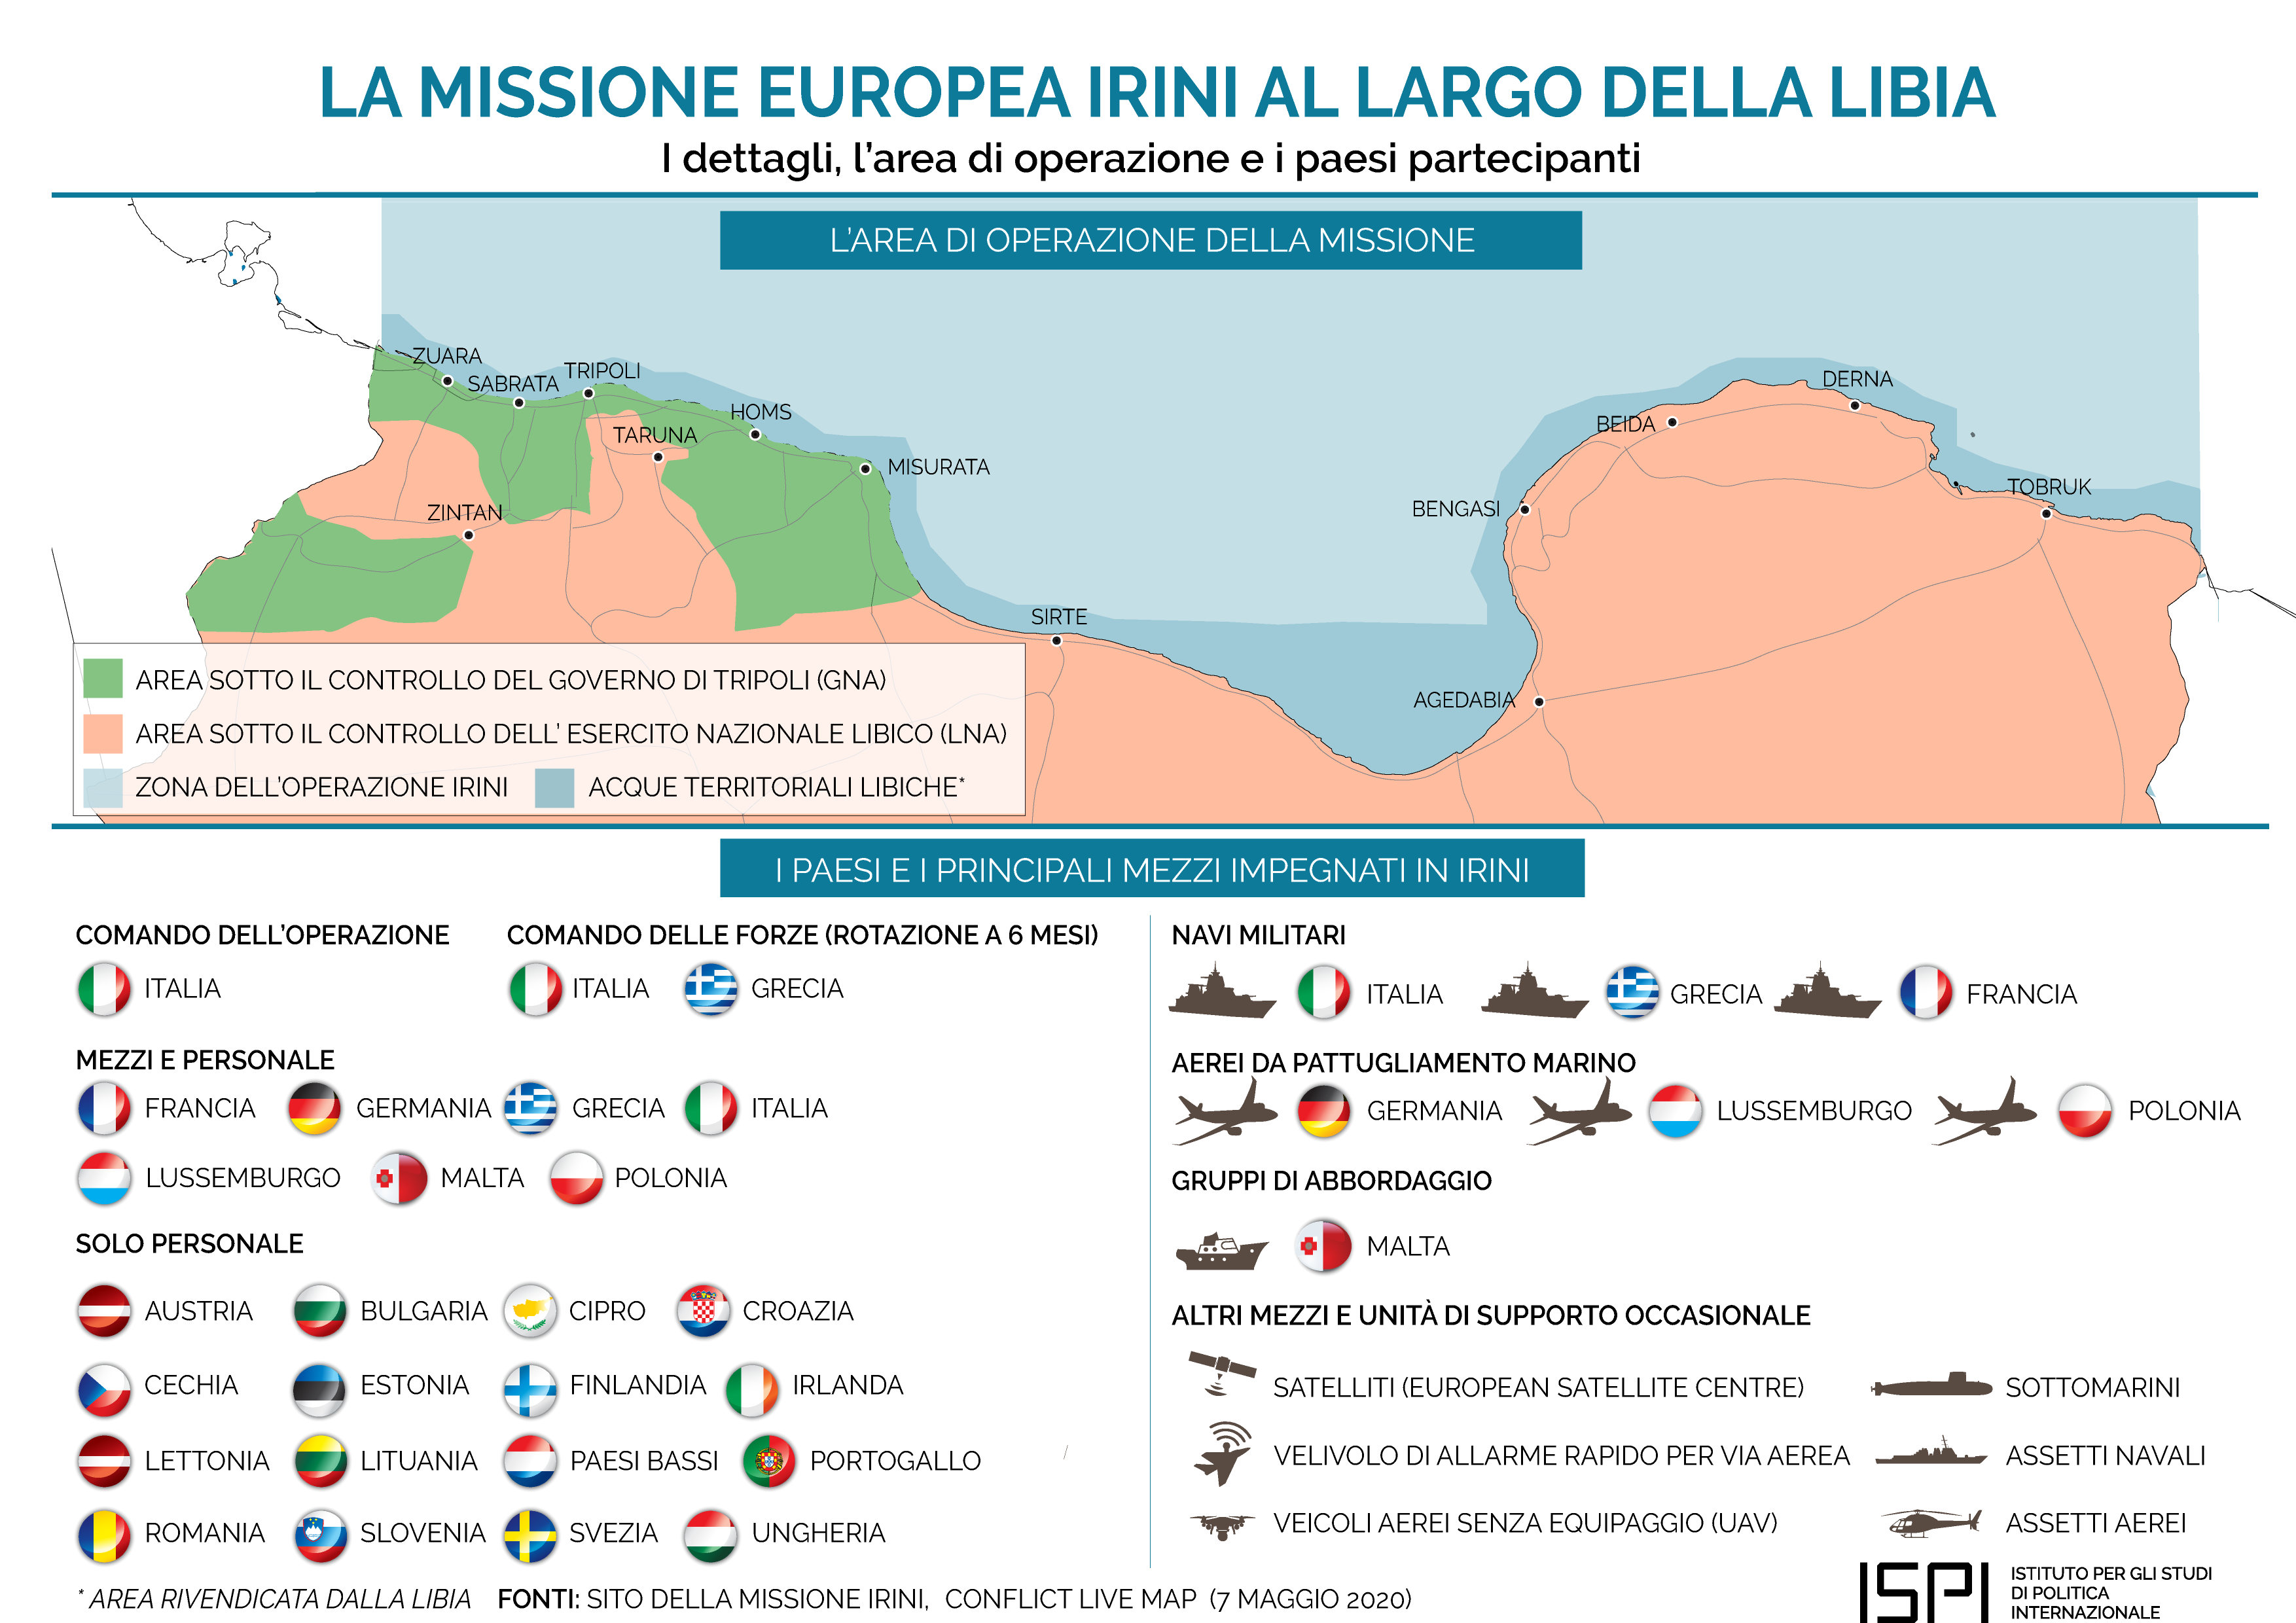 LA MISSIONE EUROPEA IRINI AL LARGO DELLA LIBIA
I dettagli, l'area di operazione e i paesi partecipanti
L'AREA DI OPERAZIONE DELLA MISSIONE
ZUARA
SABRATA
TRIPOLI
HOMS
TARUNA
MISURATA
ZINTAN
SIRTE
BENGASI
BEIDA
DERNA
TOBRUK
AGEDABIA
AREA SOTTO IL CONTROLLO DEL GOVERNO DI TRIPOLI (GNA)
AREA SOTTO IL CONTROLLO DELL' ESERCITO NAZIONALE LIBICO (LNA)
ZONA DELL'OPERAZIONE IRINI ACQUE TERRITORIALI LIBICHE*
I PAESI E I PRINCIPALI MEZZI IMPEGNATI IN IRINI
COMANDO DELL'OPERAZIONE
ITALIA
COMANDO DELLE FORZE (ROTAZIONE A 6 MESI)
ITALIA GRECIA
MEZZI E PERSONALE
FRANCIA GERMANIA GRECIA ITALIA
LUSSEMBURGO MALTA POLONIA
SOLO PERSONALE
AUSTRIA BULGARIA CIPRO CROAZIA
CECHIA ESTONIA FINLANDIA IRLANDA
LETTONIA LITUANIA PAESI BASSI PORTOGALLO
ROMANIA SLOVENIA SVEZIA UNGHERIA
NAVI MILITARI
ITALIA GRECIA FRANCIA
AEREI DA PATTUGLIAMENTO MARINO
GERMANIA LUSSEMBURGO POLONIA
GRUPPI DI ABBORDAGGIO
MALTA
ALTRI MEZZI E UNITÀ DI SUPPORTO OCCASIONALE
SATELLITI (EUROPEAN SATELLITE CENTRE) SOTTOMARINI
VELIVOLO DI ALLARME RAPIDO PER VIA AEREA ASSETTI NAVALI
VEICOLI AEREI SENZA EQUIPAGGIO (UAV) ASSETTI AEREI
* AREA RIVENDICATA DALLA LIBIA FONTI: SITO DELLA MISSIONE IRINI, CONFLICT LIVE MAP (7 MAGGIO 2020)
ISPI
ISTITUTO PER GLI STUDI
DI POLITICA
INTERNAZIONALE